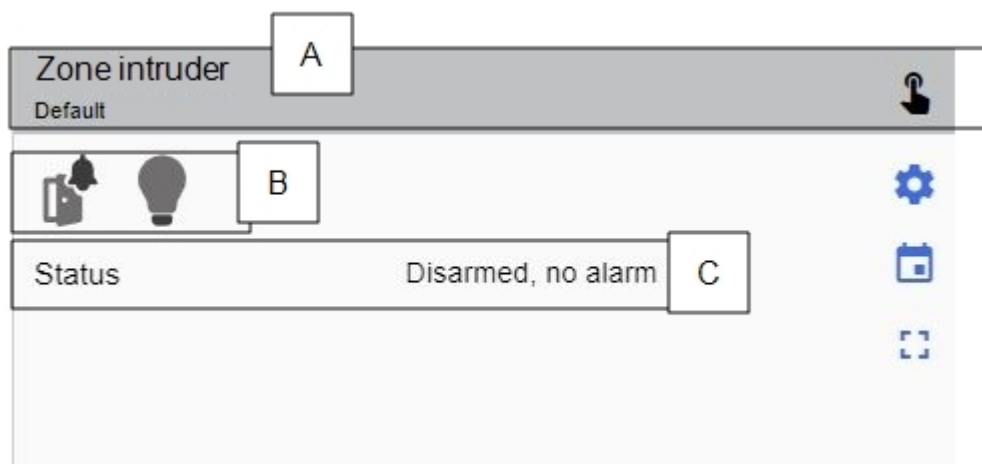 A
Zone intruder
Default
B
Status Disarmed, no alarm C